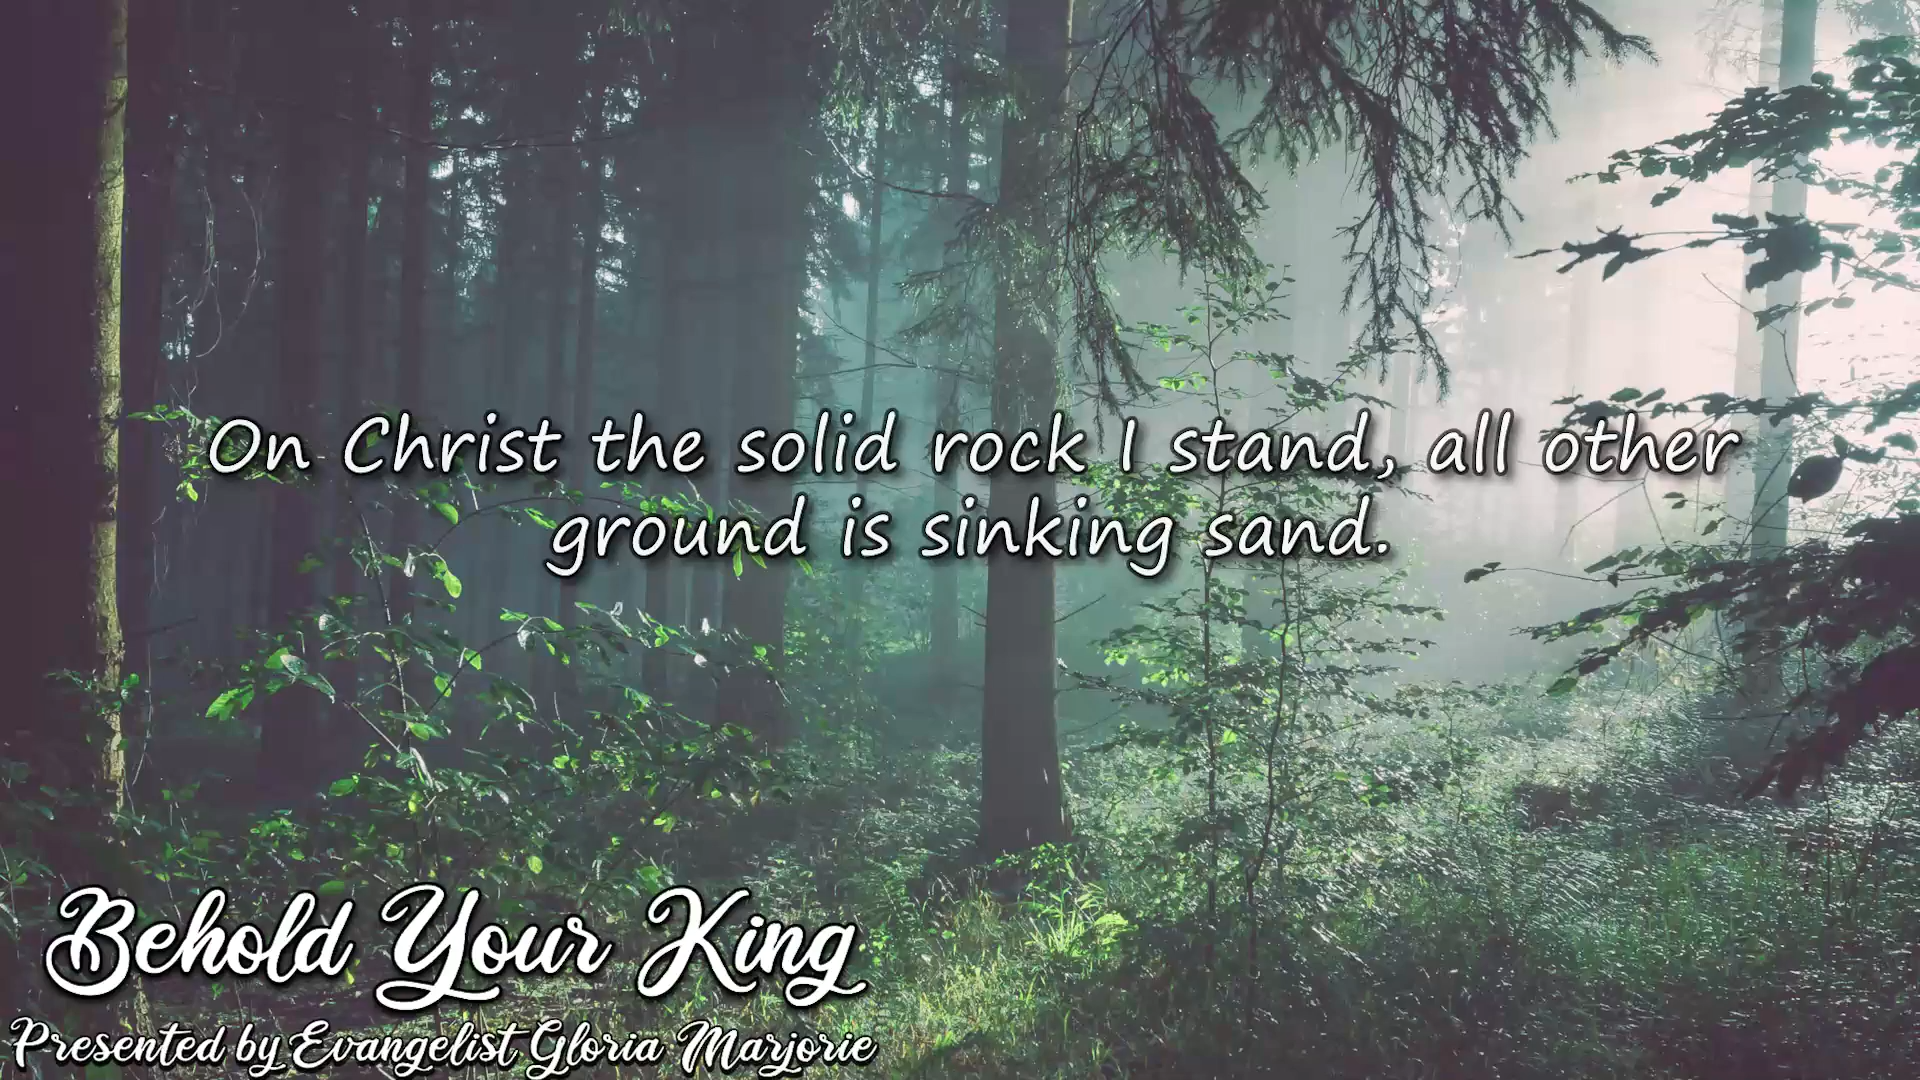 On Christ the solid rock I stand, all other
ground is sinking sand.
Behold Your King
Presented by Evangelist Gloria Marjorie